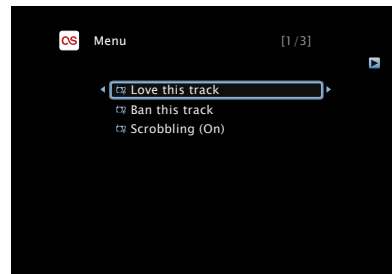 Menu [1/3]
Love this track
Ban this track
Scrobbling (On)